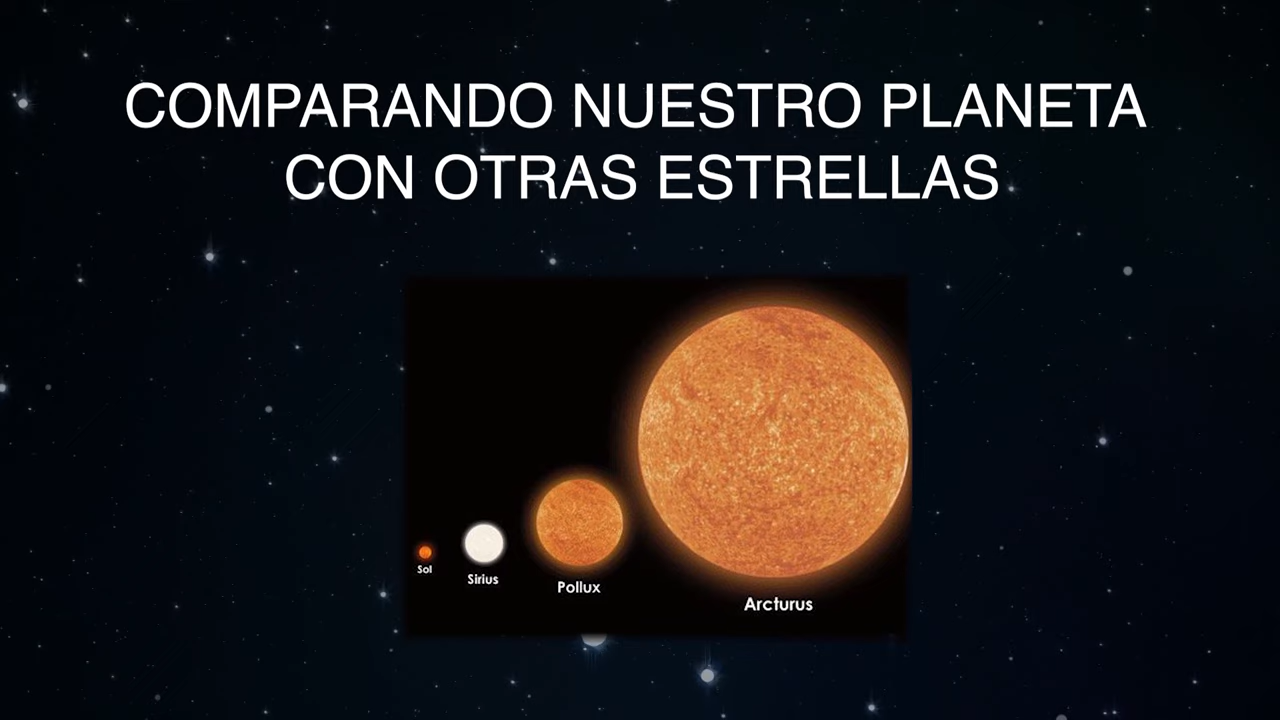 COMPARANDO NUESTRO PLANETA
CON OTRAS ESTRELLAS
Sol
Sirius
Pollux
Arcturus